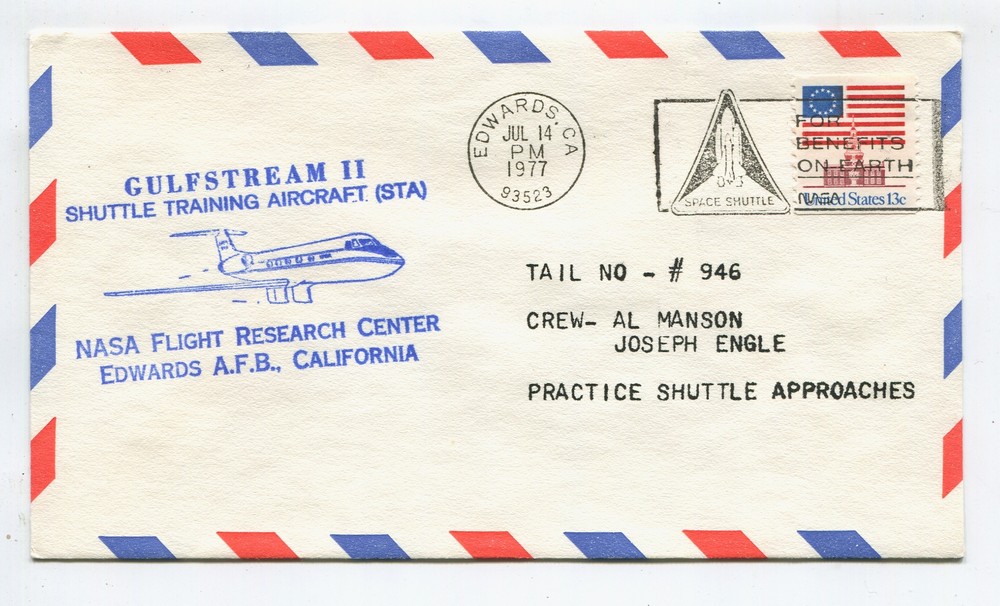 GULFSTREAM II
SHUTTLE TRAINING AIRCRAFT (STA)
NASA FLIGHT RESEARCH CENTER
EDWARDS A.F.B., CALIFORNIA
EDWARDS, CA
JUL 14
PM
1977
93523
SPACE SHUTTLE
FOR
BENEFITS
ON EARTH
NASA
United States 13c
TAIL NO - # 946
CREW- AL MANSON
JOSEPH ENGLE
PRACTICE SHUTTLE APPROACHES